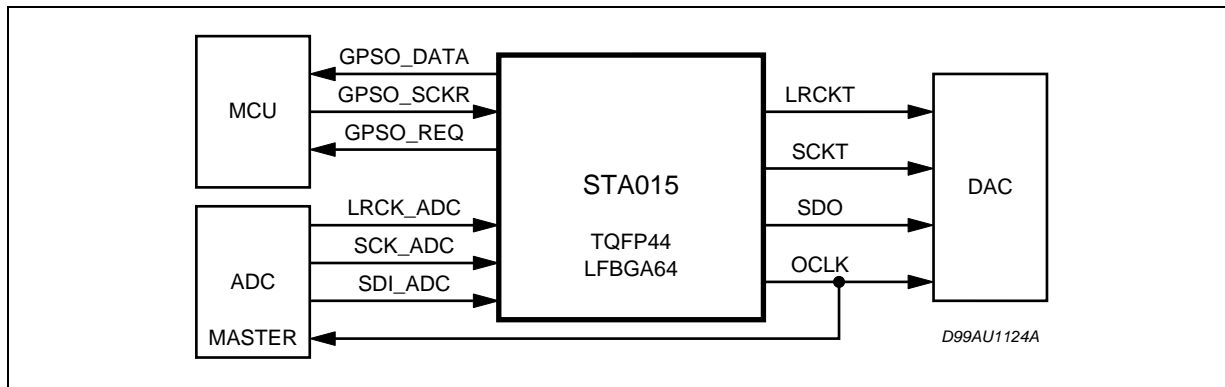 GPSO_DATA
GPSO_SCKR
GPSO_REQ
MCU
LRCK_ADC
SCK_ADC
SDI_ADC
ADC
MASTER
STA015
TQFP44
LFBGA64
LRCKT
SCKT
SDO
OCLK
DAC
D99AU1124A